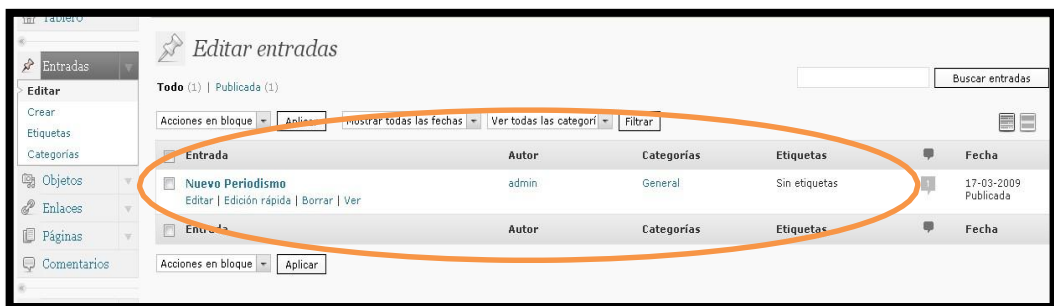 Tablero
Entradas
Editar
Crear
Etiquetas
Categorías
Objetos
Enlaces
Páginas
Comentarios
Editar entradas
Todo (1) | Publicada (1)
Buscar entradas
Acciones en bloque Aplicar Mostrar todas las fechas Ver todas las categorí Filtrar
Entrada Autor Categorías Etiquetas Fecha
Nuevo Periodismo admin General Sin etiquetas 1 17-03-2009
Editar | Edición rápida | Borrar | Ver Publicada
Entrada Autor Categorías Etiquetas Fecha
Acciones en bloque Aplicar